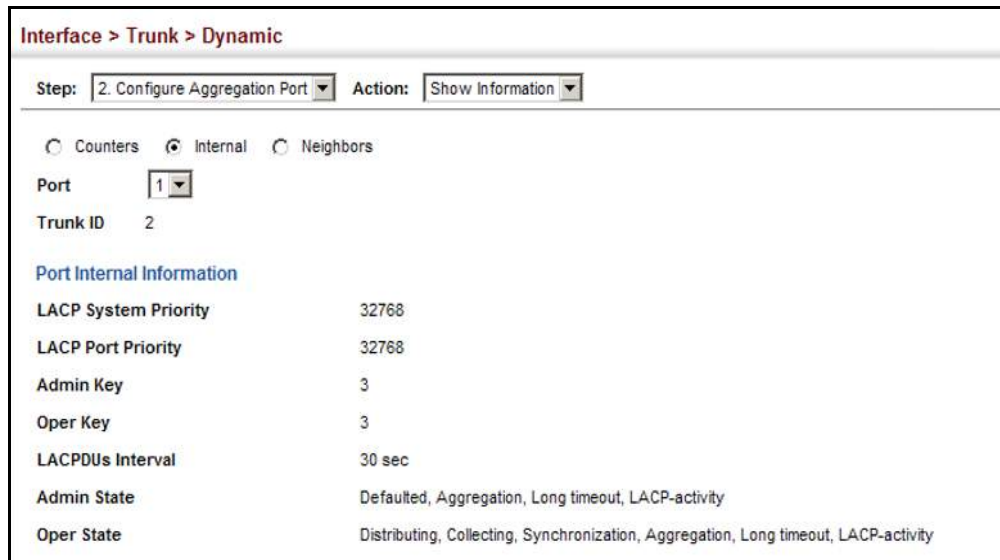 Interface > Trunk > Dynamic
Step: 2. Configure Aggregation Port Action: Show Information
Counters Internal Neighbors
Port 1
Trunk ID 2
Port Internal Information
LACP System Priority 32768
LACP Port Priority 32768
Admin Key 3
Oper Key 3
LACPDUs Interval 30 sec
Admin State Defaulted, Aggregation, Long timeout, LACP-activity
Oper State Distributing, Collecting, Synchronization, Aggregation, Long timeout, LACP-activity